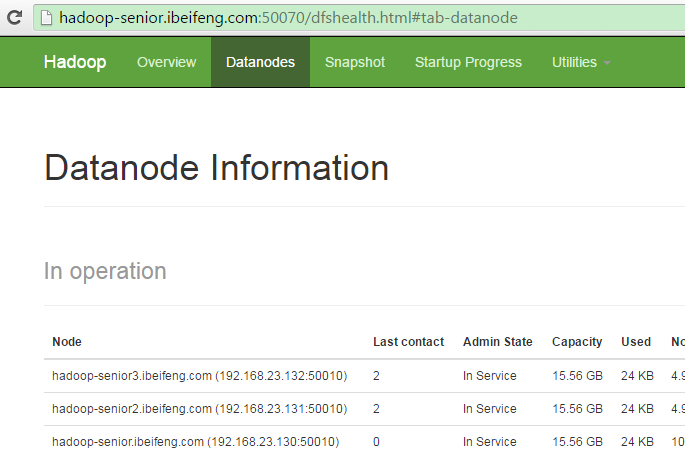 hadoop-senior.ibeifeng.com:50070/dfshealth.html#tab-datanode
Hadoop Overview Datanodes Snapshot Startup Progress Utilities
Datanode Information
In operation
Node Last contact Admin State Capacity Used
hadoop-senior3.ibeifeng.com (192.168.23.132:50010) 2 In Service 15.56 GB 24 KB 4.9
hadoop-senior2.ibeifeng.com (192.168.23.131:50010) 2 In Service 15.56 GB 24 KB 4.9
hadoop-senior.ibeifeng.com (192.168.23.130:50010) 0 In Service 15.56 GB 24 KB 10